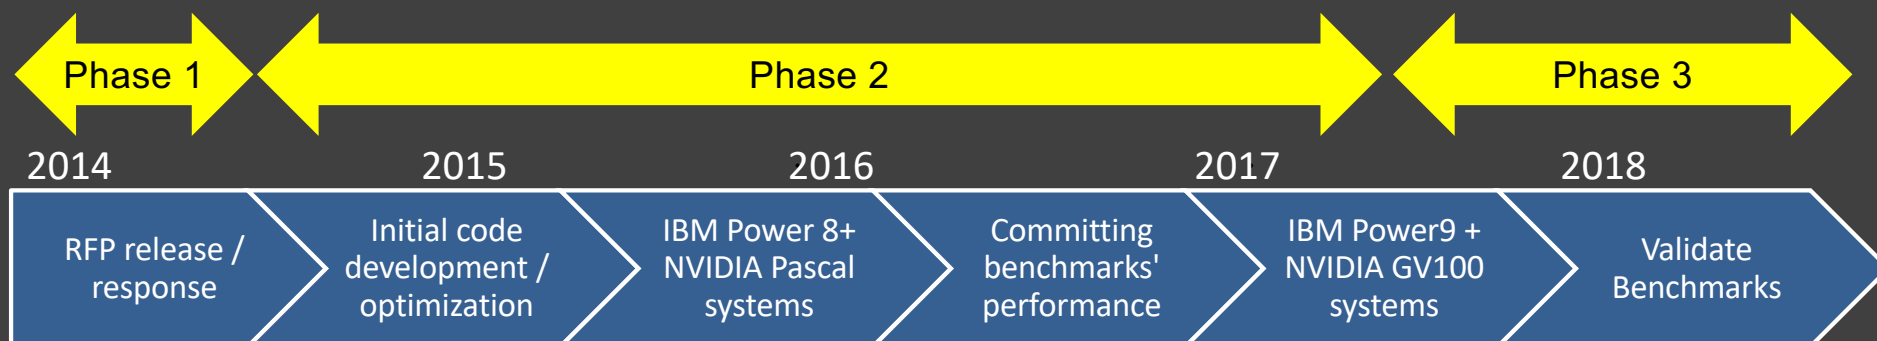 Phase 1
Phase 2
Phase 3
2014
2015
2016
2017
2018
RFP release /
response
Initial code
development /
optimization
IBM Power 8+
NVIDIA Pascal
systems
Committing
benchmarks'
performance
IBM Power9 +
NVIDIA GV100
systems
Validate
Benchmarks